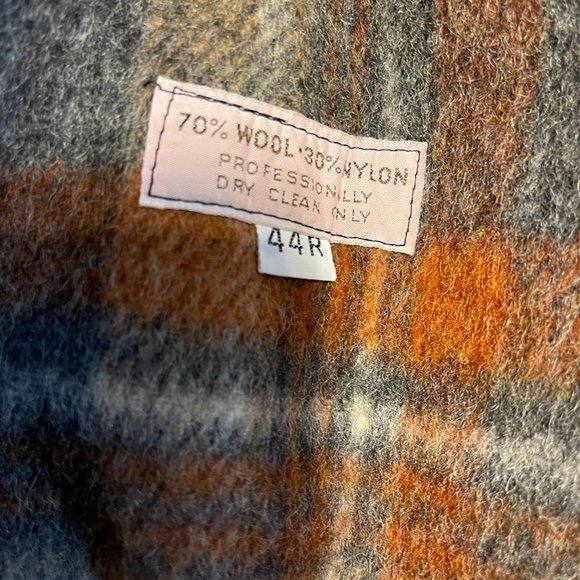 70% WOOL·30% NYLON
PROFESSIONALLY
DRY CLEAN ONLY
44R